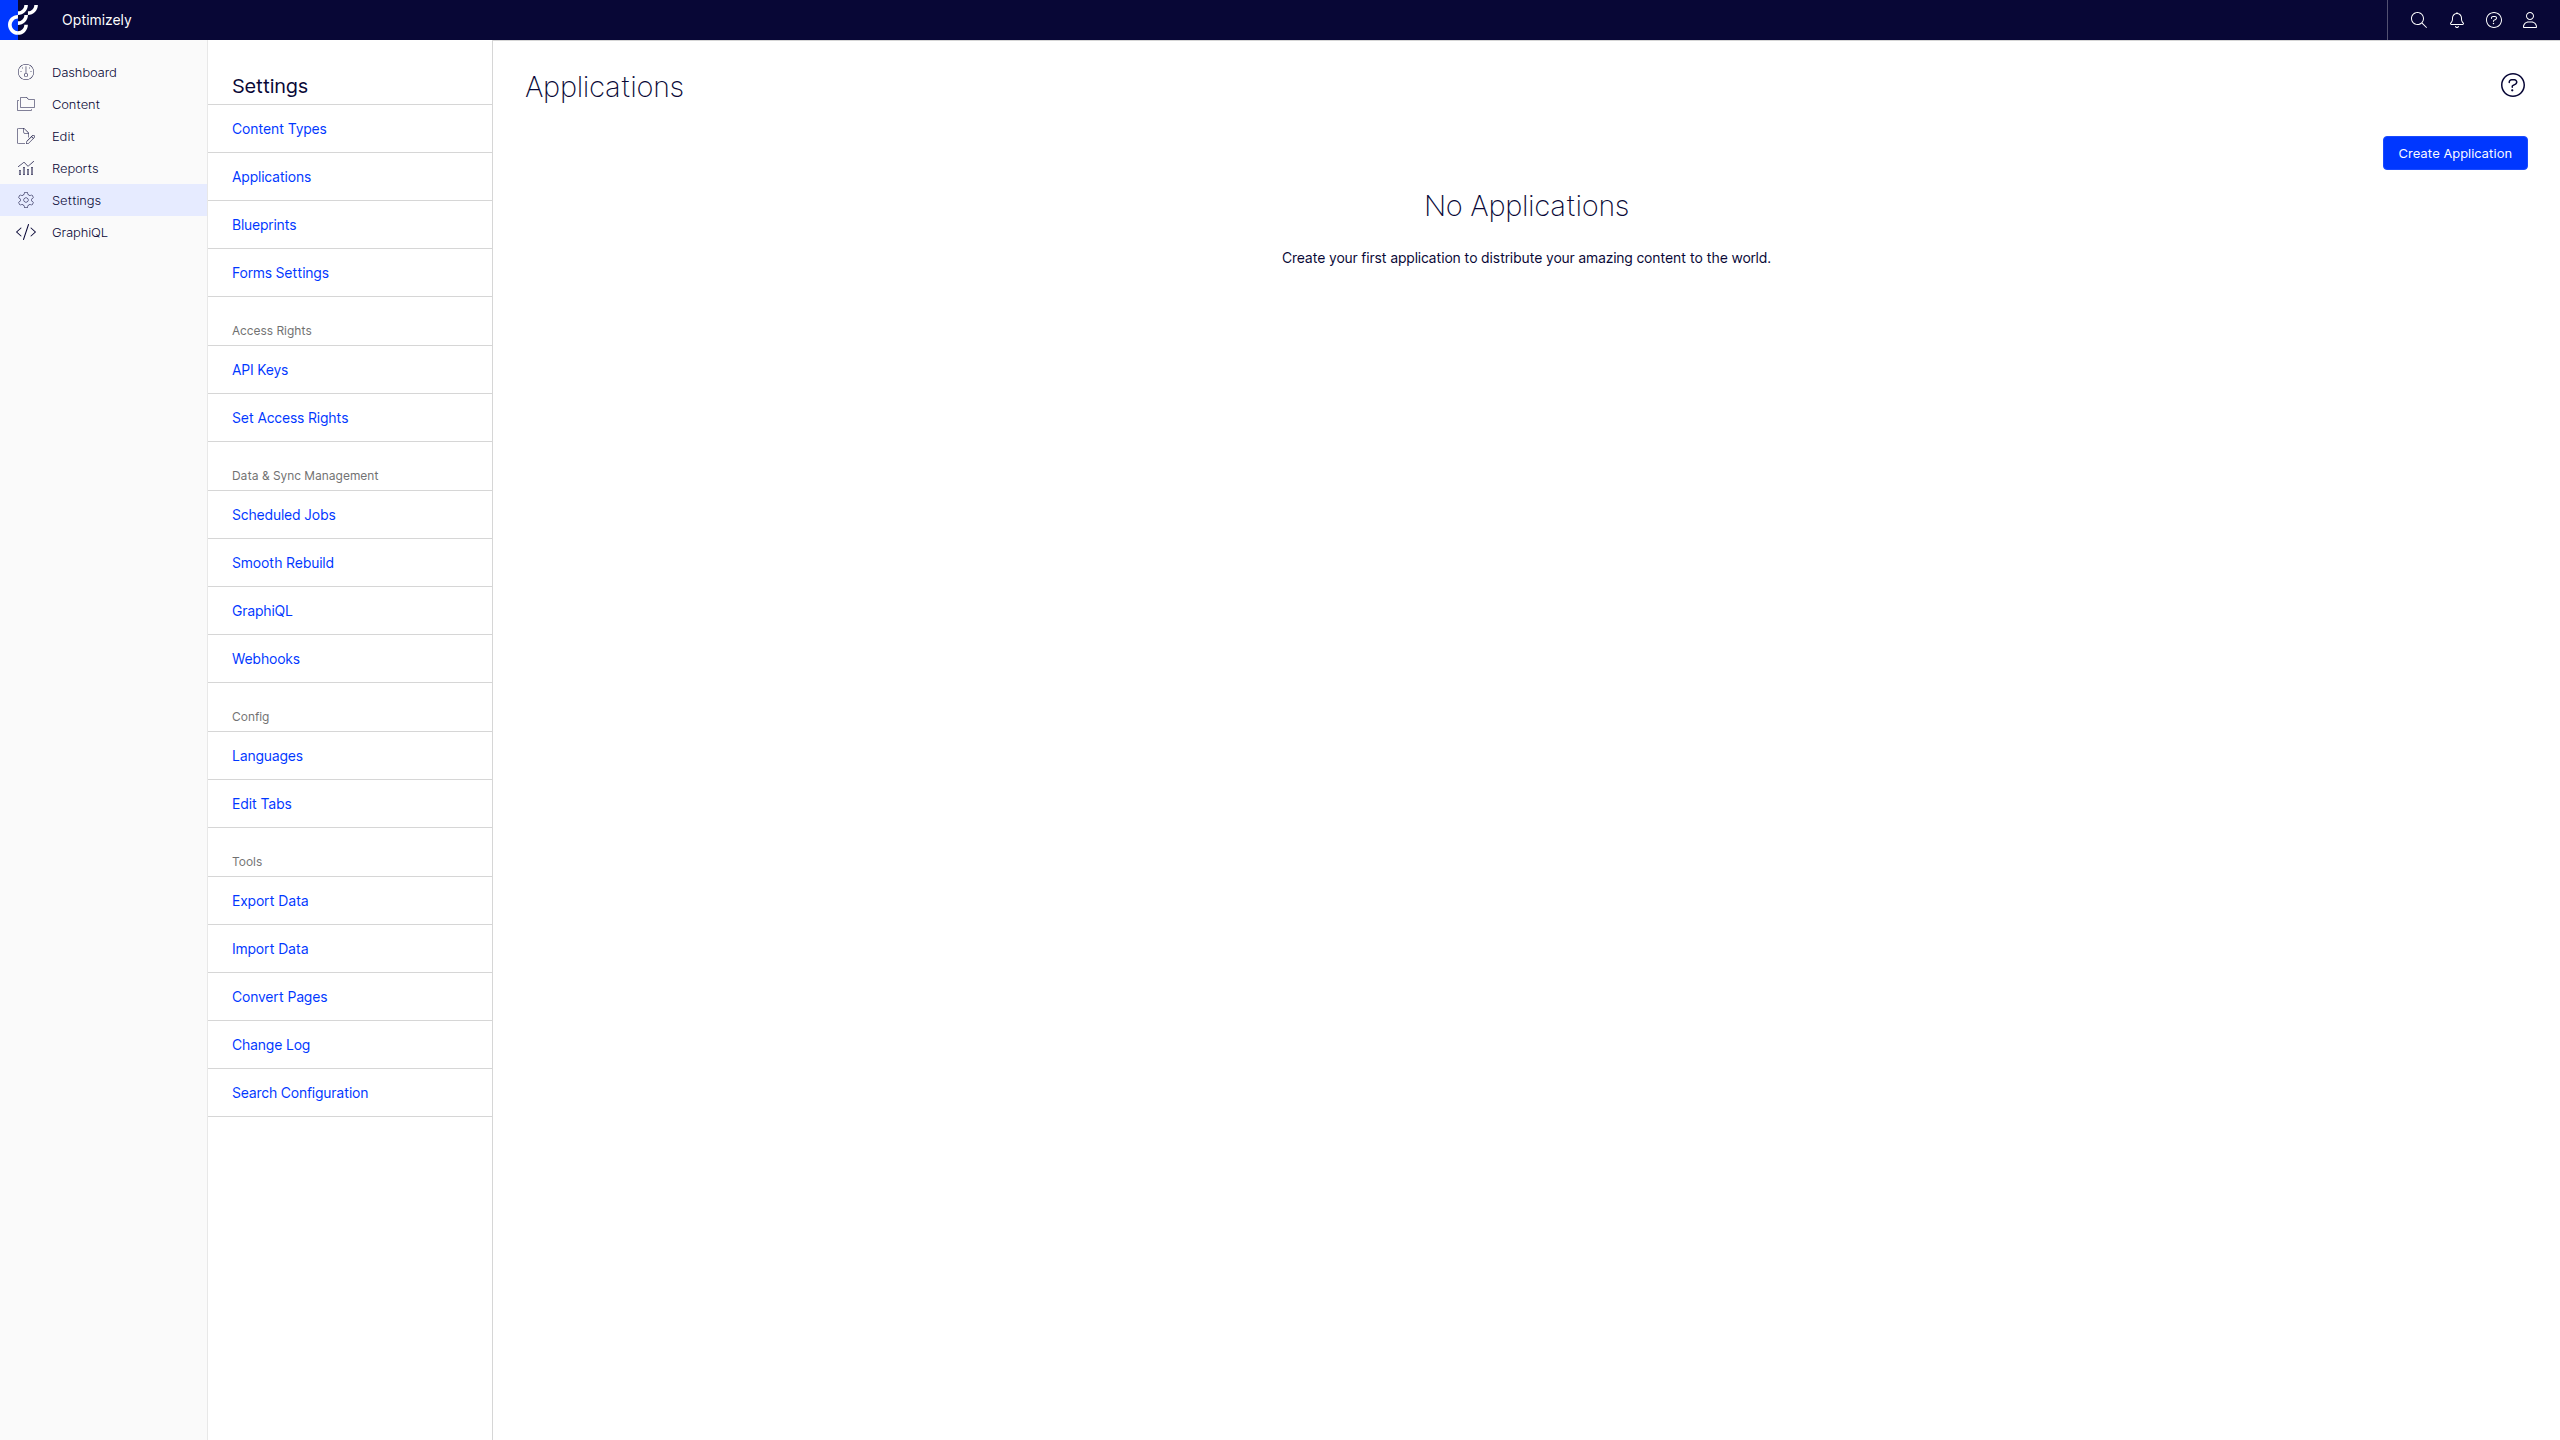 Optimizely
Dashboard
Content
Edit
Reports
Settings
GraphiQL
Settings
Content Types
Applications
Blueprints
Forms Settings
Access Rights
API Keys
Set Access Rights
Data & Sync Management
Scheduled Jobs
Smooth Rebuild
GraphiQL
Webhooks
Config
Languages
Edit Tabs
Tools
Export Data
Import Data
Convert Pages
Change Log
Search Configuration
Applications
Create Application
No Applications
Create your first application to distribute your amazing content to the world.